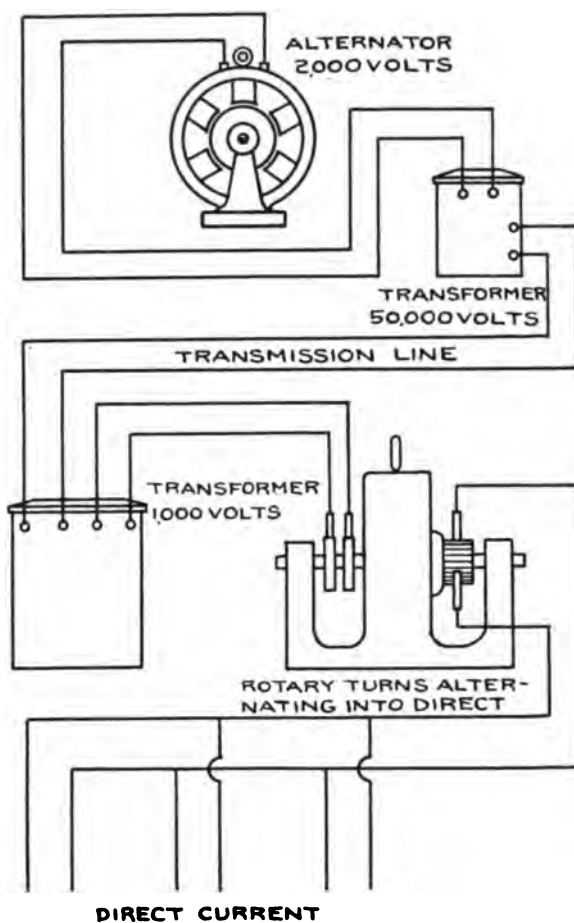 ALTERNATOR
2,000 VOLTS
TRANSFORMER
50,000 VOLTS
TRANSMISSION LINE
TRANSFORMER
1,000 VOLTS
ROTARY TURNS ALTER-
NATING INTO DIRECT
DIRECT CURRENT